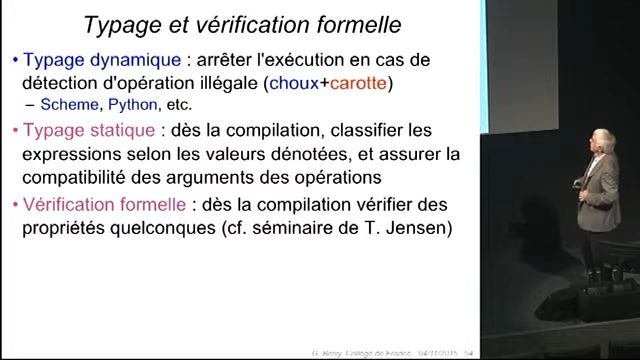 Typage et vérification formelle
• Typage dynamique : arrêter l'exécution en cas de
détection d'opération illégale (choux+carotte)
– Scheme, Python, etc.
• Typage statique : dès la compilation, classifier les
expressions selon les valeurs dénotées, et assurer la
compatibilité des arguments des opérations
• Vérification formelle : dès la compilation vérifier des
propriétés quelconques (cf. séminaire de T. Jensen)
G. Berry, Collège de France, 04/11/2015 54